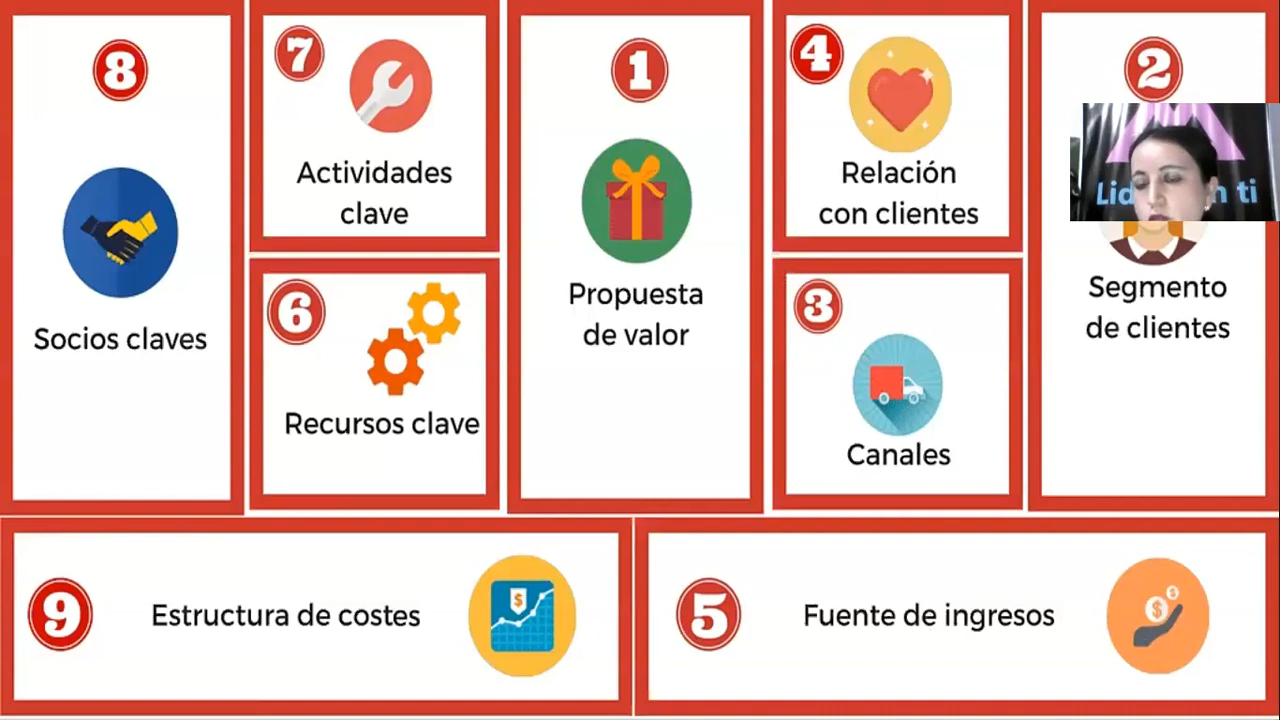 8
Socios claves
7
Actividades
clave
6
Recursos clave
1
Propuesta
de valor
4
Relación
con clientes
3
Canales
2
Segmento
de clientes
9
Estructura de costes
$
5
Fuente de ingresos
$
$
ti